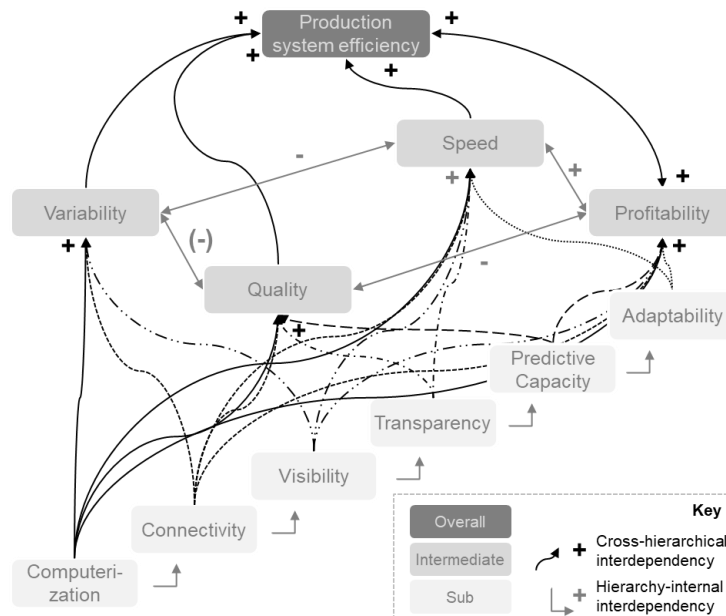 +
Production
system efficiency
+
+
+
Speed
-
+
+
+
Variability
Profitability
+
(-)
-
+
Quality
Adaptability
+
Predictive
Capacity
Transparency
Visibility
Connectivity
Computeri-
zation
Key
Overall
Intermediate
Sub
+ Cross-hierarchical
interdependency
+ Hierarchy-internal
interdependency